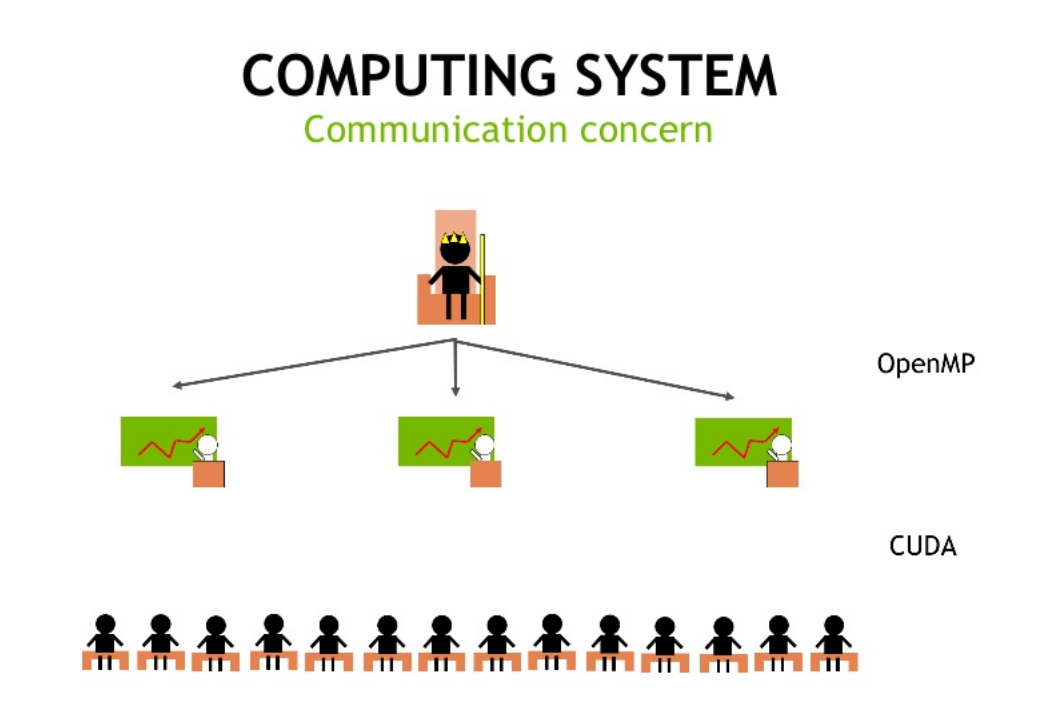 COMPUTING SYSTEM
Communication concern
OpenMP
CUDA